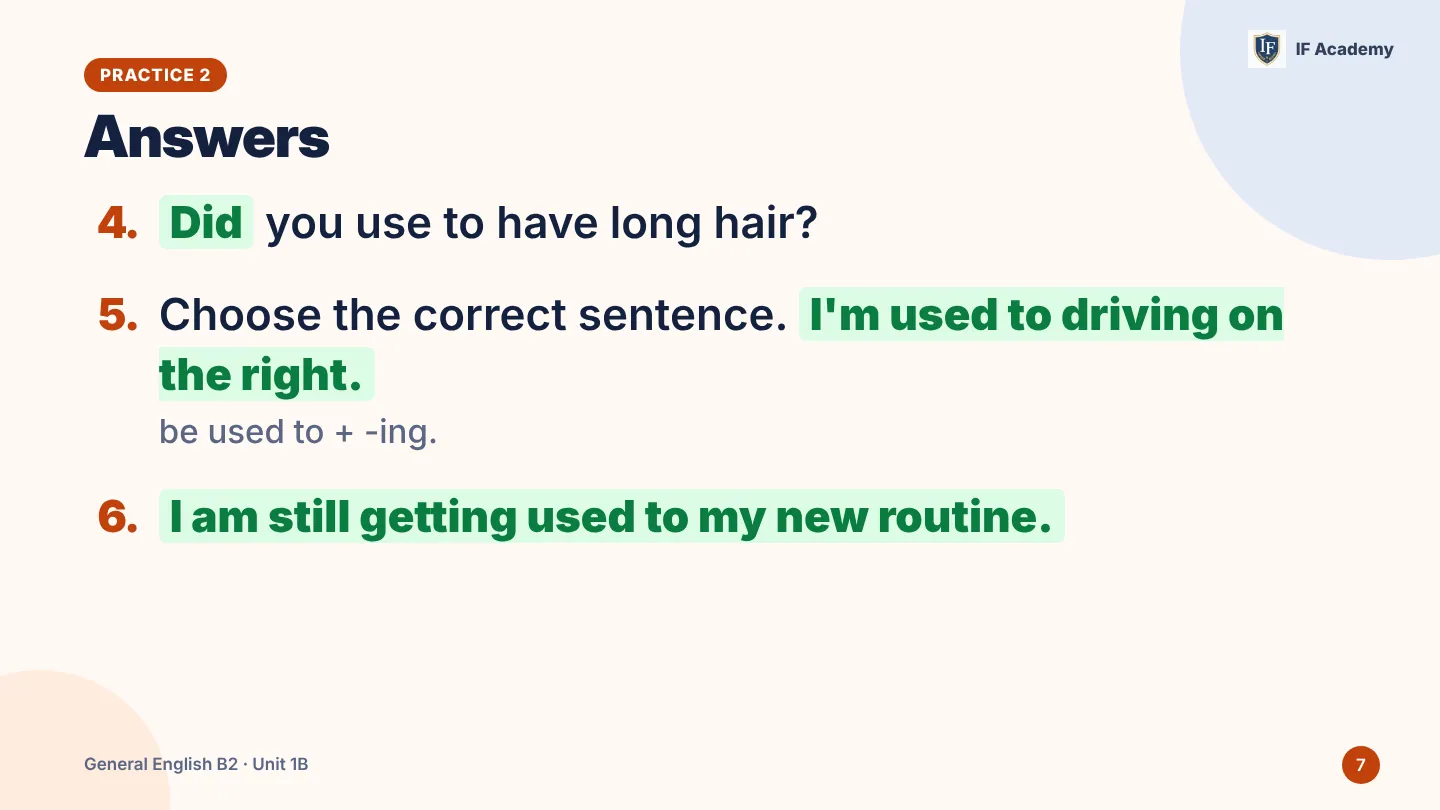 IF IF Academy
PRACTICE 2
Answers
4. Did you use to have long hair?
5. Choose the correct sentence. I'm used to driving on
the right.
be used to + -ing.
6. I am still getting used to my new routine.
General English B2 · Unit 1B
7